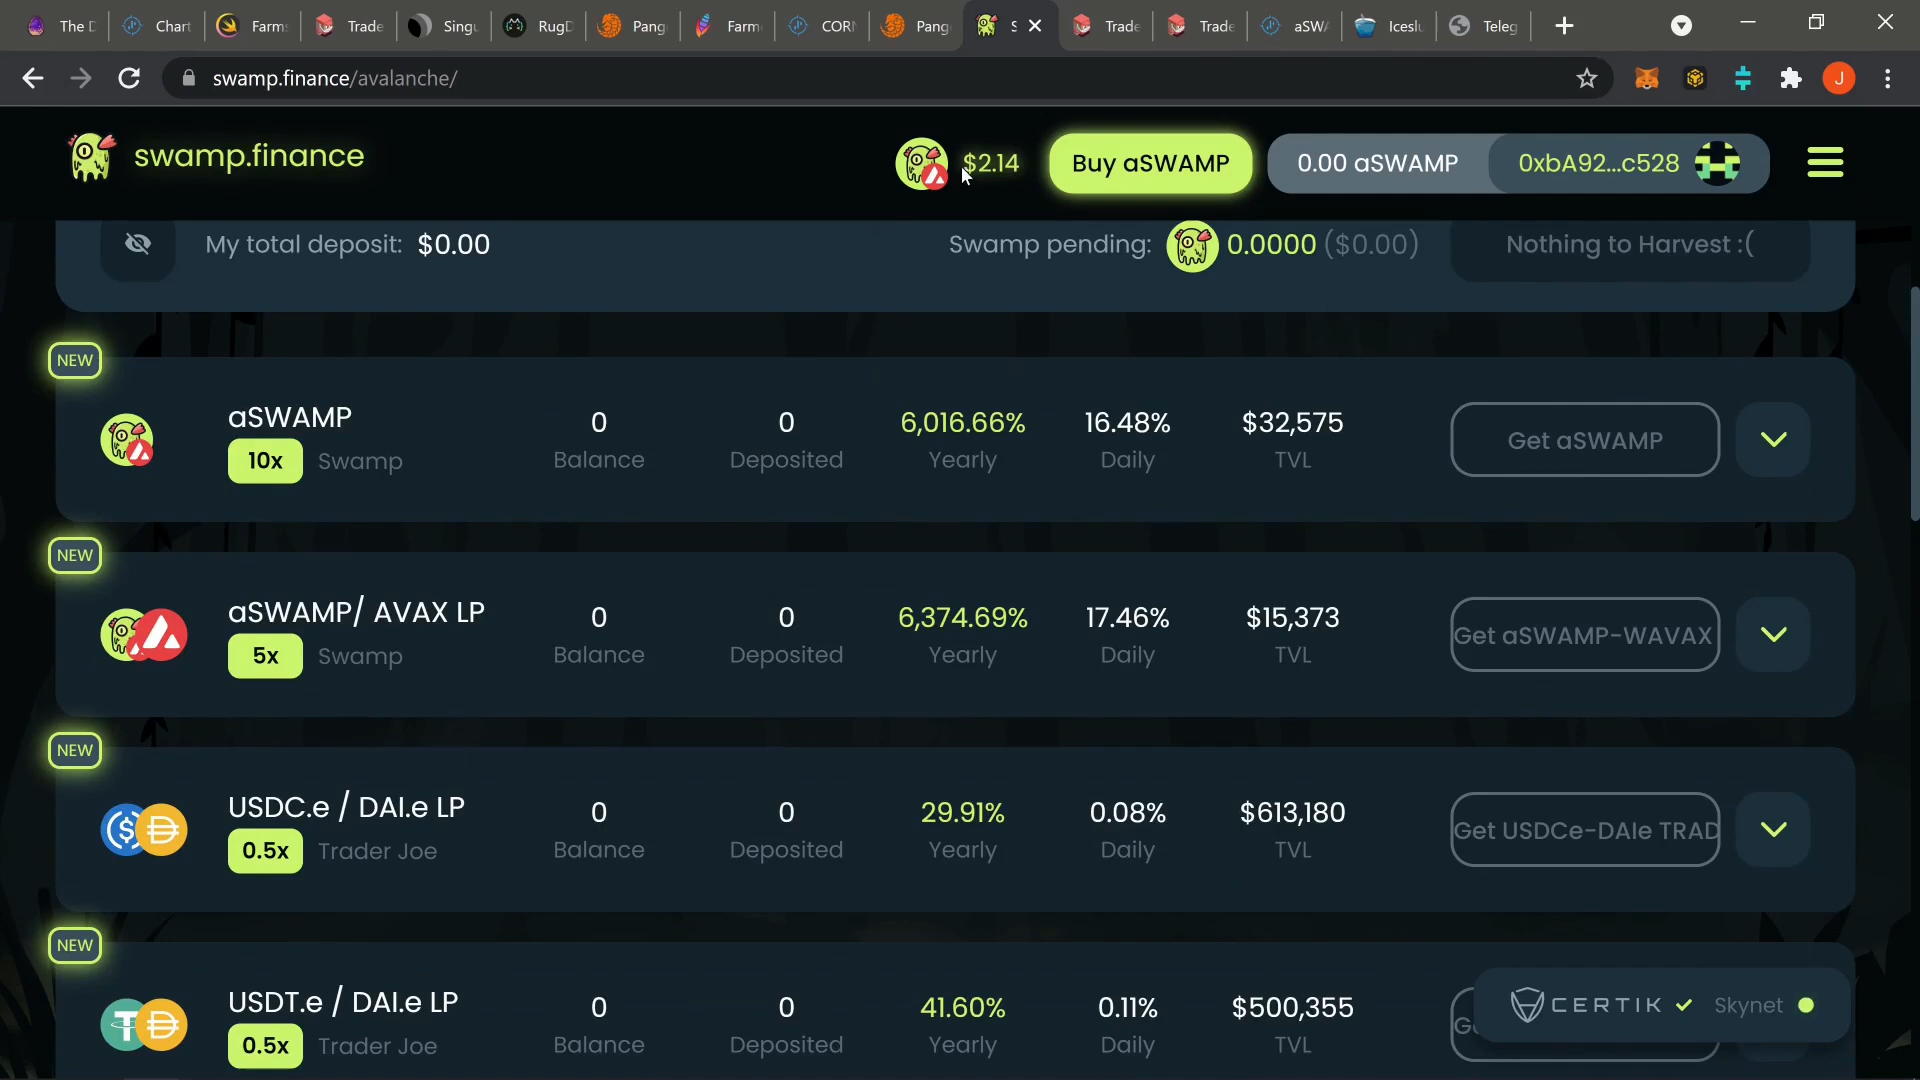 The D
Chart
Farms
Trade
Singu
RugD
Pang
Farm
CORN
Pang
S
Trade
Trade
aSWA
Iceslu
Teleg
swamp.finance/avalanche/
J
swamp.finance
$2.14
Buy aSWAMP
0.00 aSWAMP
0xbA92...c528
My total deposit: $0.00
Swamp pending: 0.0000 ($0.00)
Nothing to Harvest :(
NEW
aSWAMP
10x Swamp
0 Balance
0 Deposited
6,016.66% Yearly
16.48% Daily
$32,575 TVL
Get aSWAMP
NEW
aSWAMP/ AVAX LP
5x Swamp
0 Balance
0 Deposited
6,374.69% Yearly
17.46% Daily
$15,373 TVL
Get aSWAMP-WAVAX
NEW
USDC.e / DAI.e LP
0.5x Trader Joe
0 Balance
0 Deposited
29.91% Yearly
0.08% Daily
$613,180 TVL
Get USDCe-DAIe TRAD
NEW
USDT.e / DAI.e LP
0.5x Trader Joe
0 Balance
0 Deposited
41.60% Yearly
0.11% Daily
$500,355 TVL
CERTIK Skynet